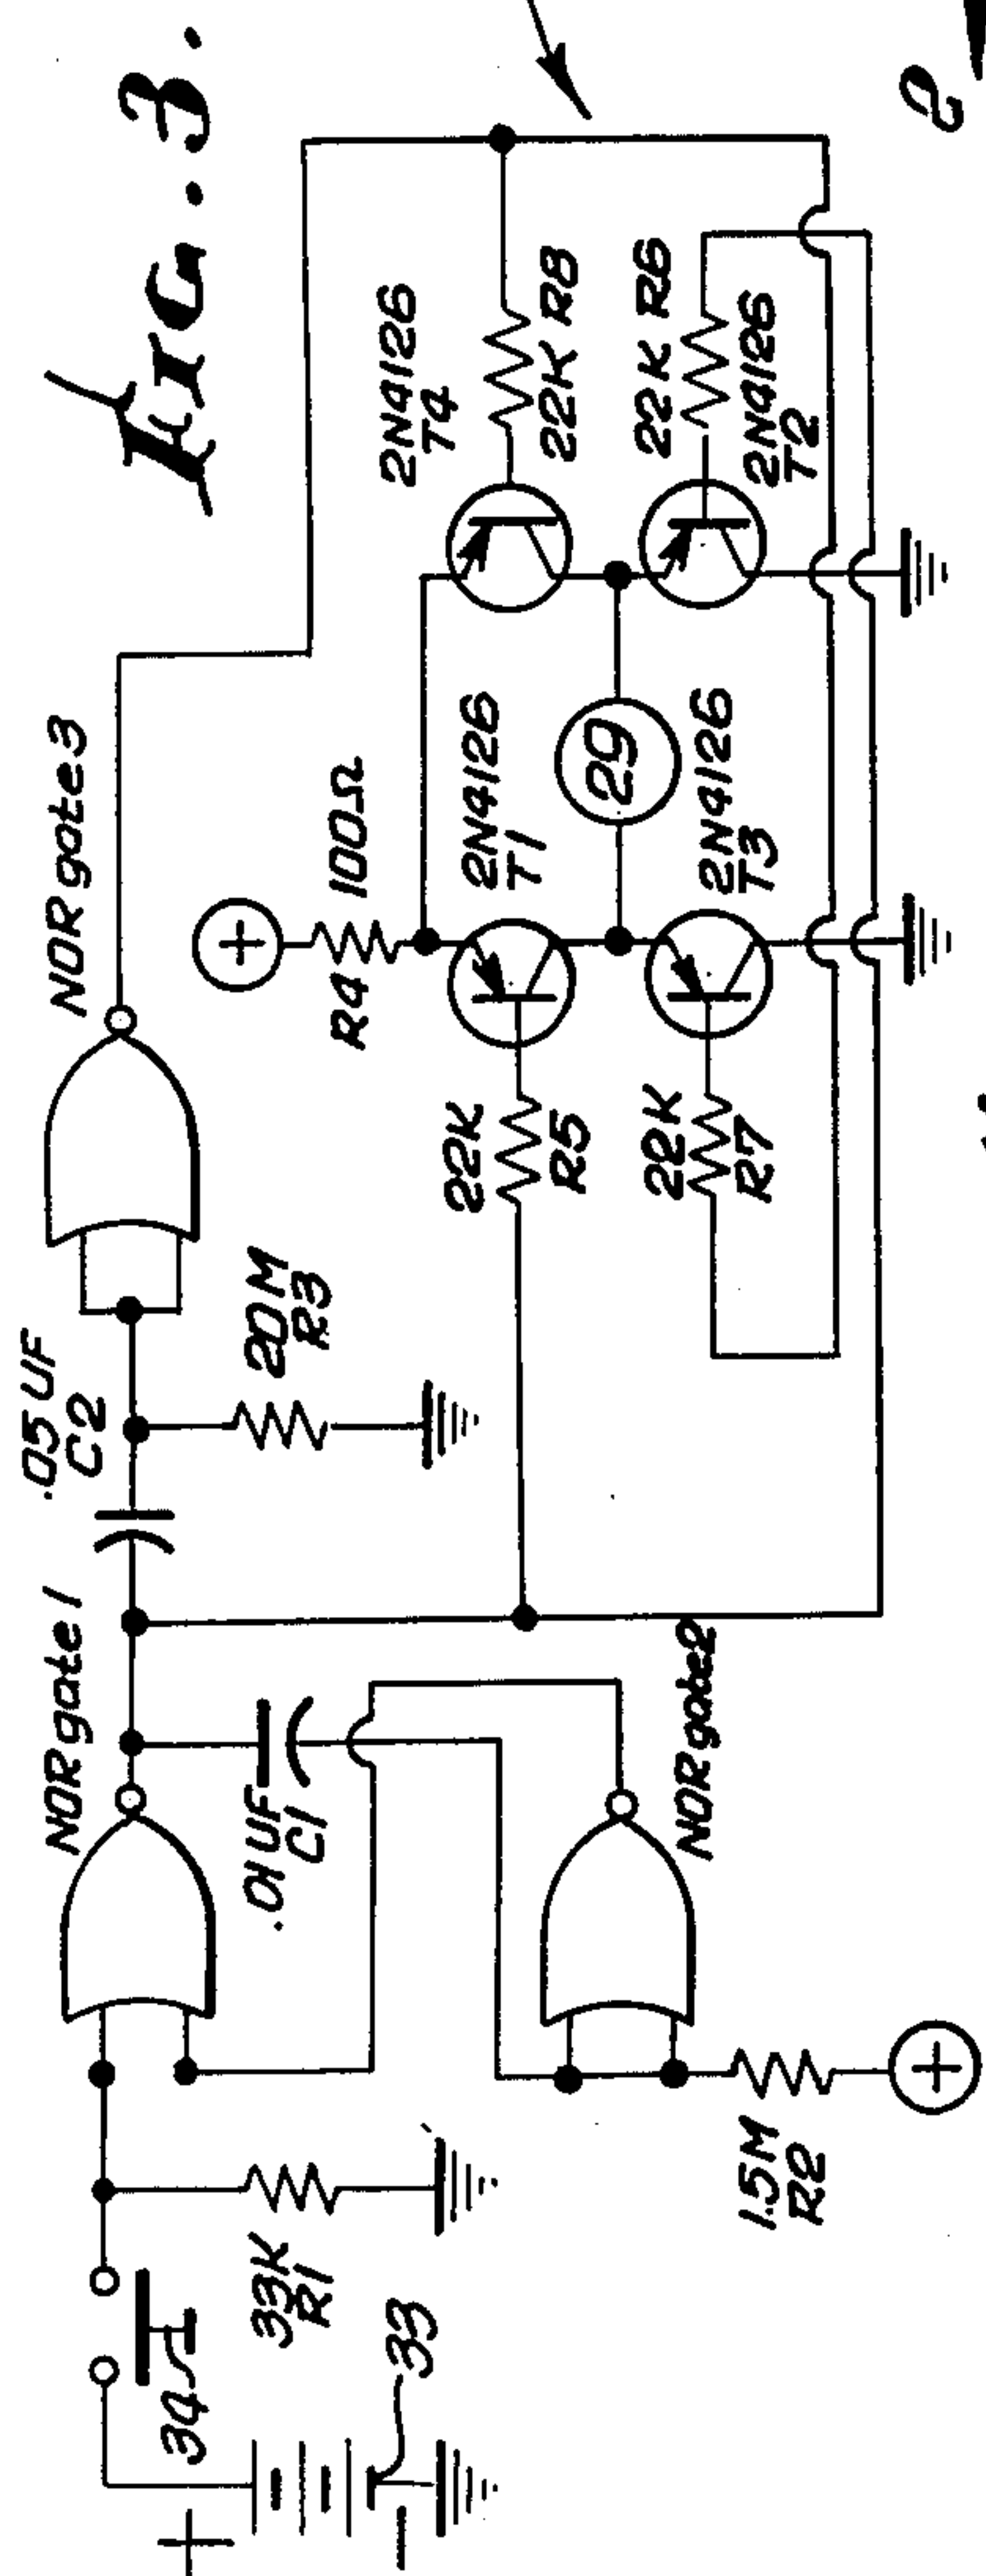 Fig. 3.
2
NOR gate 1
.05 UF
C2
NOR gate 3
20M
R3
+
R4
100Ω
2N4126
T4
22K R8
22K R6
2N4126
T2
2N4126
T1
29
2N4126
T3
22K
R5
22K
R7
.01 UF
C1
NOR gate 2
1.5M
R2
+
33K
R1
34
33
+
−